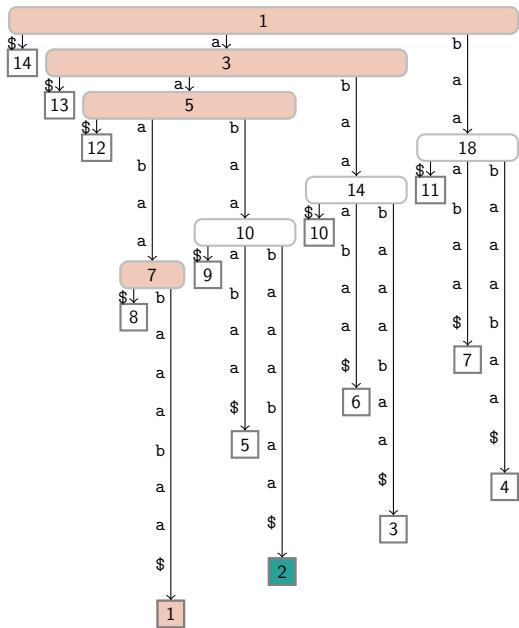 1
$ a b
14 3 a
$ a b a
13 5
$ a b a
12 18
b a a $ a b
14 11
a a $ a b b a
10 10
a $ a b b a a a
7 9
$ b b a a a a a
8
a a a a a $ b
7 a
a a a $ b
6 a
a $ b a
5 $
b a a
4
a a $
a $ 3
$ 2
1